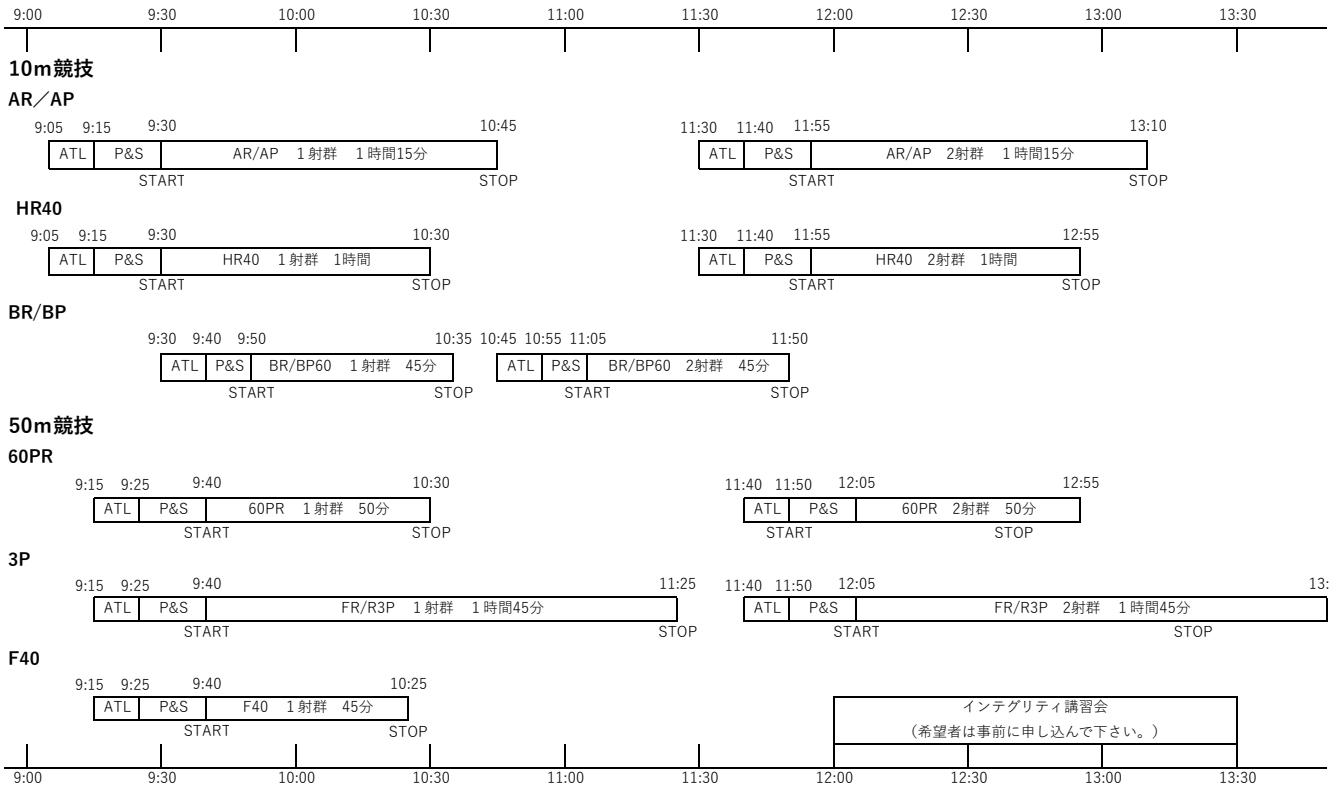 9:00 9:30 10:00 10:30 11:00 11:30 12:00 12:30 13:00 13:30
10m競技
AR／AP
9:05 9:15 9:30 10:45 11:30 11:40 11:55 13:10
ATL P&S AR/AP １射群 １時間15分 ATL P&S AR/AP 2射群 １時間15分
START STOP START STOP
HR40
9:05 9:15 9:30 10:30 11:30 11:40 11:55 12:55
ATL P&S HR40 １射群 1時間 ATL P&S HR40 2射群 1時間
START STOP START STOP
BR/BP
9:30 9:40 9:50 10:35 10:45 10:55 11:05 11:50
ATL P&S BR/BP60 １射群 45分 ATL P&S BR/BP60 2射群 45分
START STOP START STOP
50m競技
60PR
9:15 9:25 9:40 10:30 11:40 11:50 12:05 12:55
ATL P&S 60PR １射群 50分 ATL P&S 60PR 2射群 50分
START STOP START STOP
3P
9:15 9:25 9:40 11:25 11:40 11:50 12:05 13:
ATL P&S FR/R3P １射群 １時間45分 ATL P&S FR/R3P 2射群 １時間45分
START STOP START STOP
F40
9:15 9:25 9:40 10:25
ATL P&S F40 １射群 45分 インテグリティ講習会
START STOP （希望者は事前に申し込んで下さい。）
9:00 9:30 10:00 10:30 11:00 11:30 12:00 12:30 13:00 13:30